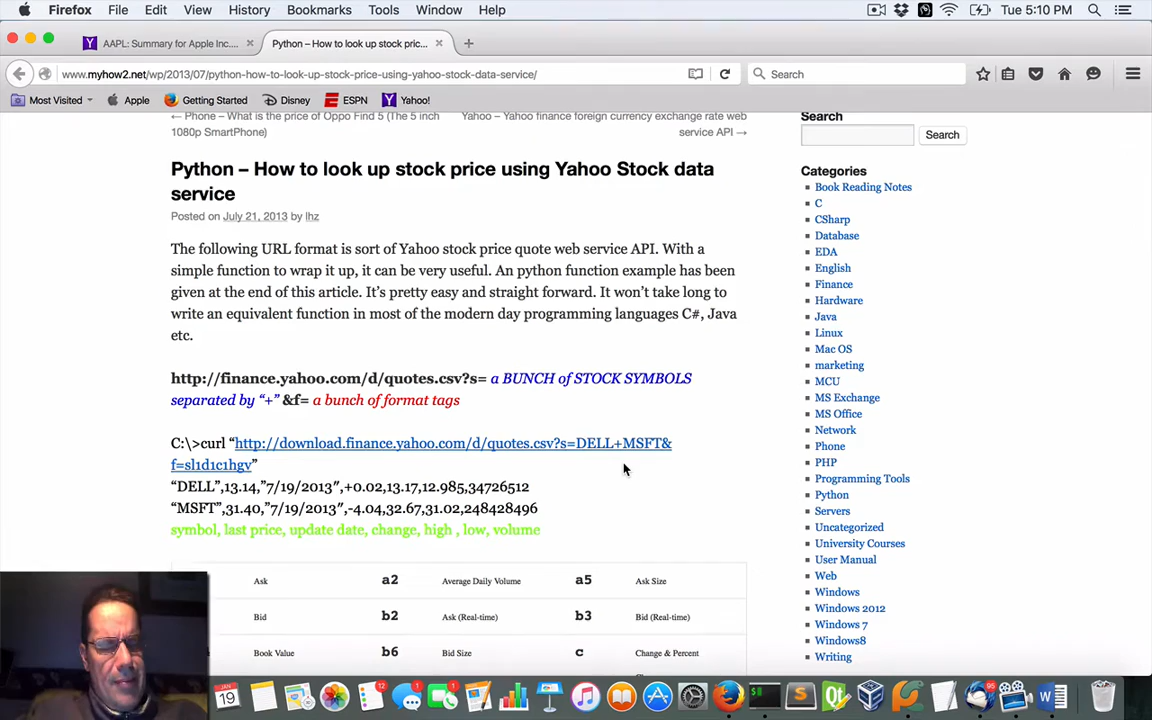 Firefox File Edit View History Bookmarks Tools Window Help Tue 5:10 PM
AAPL: Summary for Apple Inc.... × Python – How to look up stock pric... × +
www.myhow2.net/wp/2013/07/python-how-to-look-up-stock-price-using-yahoo-stock-data-service/ Search
Most Visited Apple Getting Started Disney ESPN Yahoo!
← Phone – What is the price of Oppo Find 5 (The 5 inch
1080p SmartPhone)
Yahoo – Yahoo finance foreign currency exchange rate web
service API →
Python – How to look up stock price using Yahoo Stock data
service
Posted on July 21, 2013 by lhz
The following URL format is sort of Yahoo stock price quote web service API. With a
simple function to wrap it up, it can be very useful. An python function example has been
given at the end of this article. It's pretty easy and straight forward. It won't take long to
write an equivalent function in most of the modern day programming languages C#, Java
etc.
http://finance.yahoo.com/d/quotes.csv?s= a BUNCH of STOCK SYMBOLS
separated by “+” &f= a bunch of format tags
C:\>curl “http://download.finance.yahoo.com/d/quotes.csv?s=DELL+MSFT&
f=sl1d1c1hgv”
“DELL”,13.14,”7/19/2013″,+0.02,13.17,12.985,34726512
“MSFT”,31.40,”7/19/2013″,-4.04,32.67,31.02,248428496
symbol, last price, update date, change, high , low, volume
Ask a2 Average Daily Volume a5 Ask Size
Bid b2 Ask (Real-time) b3 Bid (Real-time)
Book Value b6 Bid Size c Change & Percent
Search
Search
Categories
Book Reading Notes
C
CSharp
Database
EDA
English
Finance
Hardware
Java
Linux
Mac OS
marketing
MCU
MS Exchange
MS Office
Network
Phone
PHP
Programming Tools
Python
Servers
Uncategorized
University Courses
User Manual
Web
Windows
Windows 2012
Windows 7
Windows8
Writing
19 12 1 1